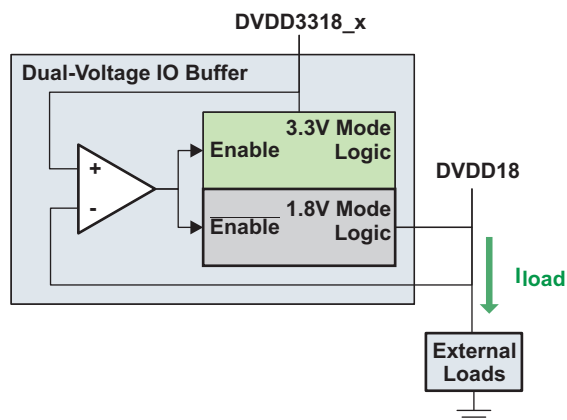 DVDD3318_x
Dual-Voltage IO Buffer
3.3V Mode
Logic
Enable
+
-
1.8V Mode
Logic
Enable
DVDD18
Iload
External
Loads